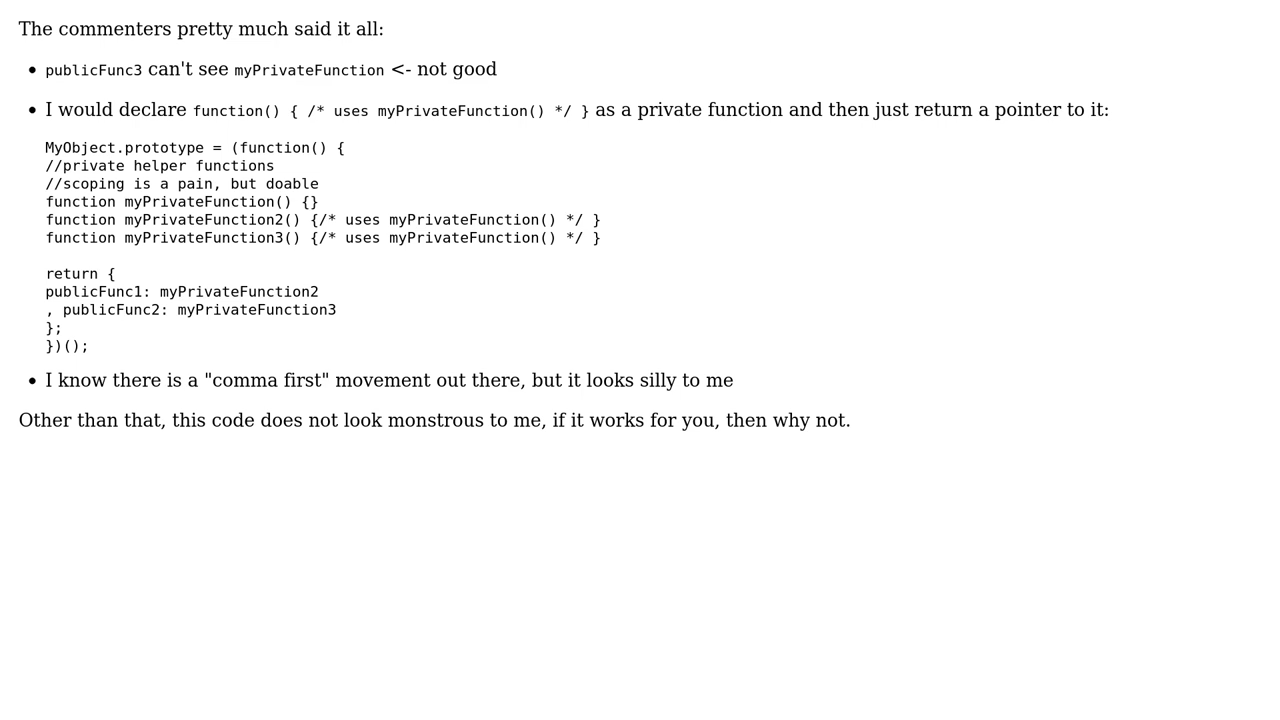 The commenters pretty much said it all:
• publicFunc3 can't see myPrivateFunction <- not good
• I would declare function() { /* uses myPrivateFunction() */ } as a private function and then just return a pointer to it:
MyObject.prototype = (function() {
//private helper functions
//scoping is a pain, but doable
function myPrivateFunction() {}
function myPrivateFunction2() {/* uses myPrivateFunction() */ }
function myPrivateFunction3() {/* uses myPrivateFunction() */ }
return {
publicFunc1: myPrivateFunction2
, publicFunc2: myPrivateFunction3
};
})();
• I know there is a "comma first" movement out there, but it looks silly to me
Other than that, this code does not look monstrous to me, if it works for you, then why not.